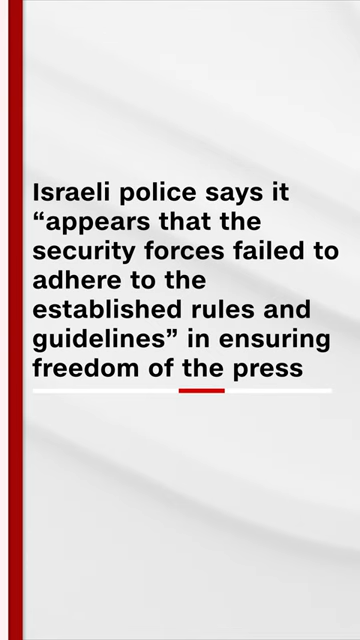 Israeli police says it
“appears that the
security forces failed to
adhere to the
established rules and
guidelines” in ensuring
freedom of the press